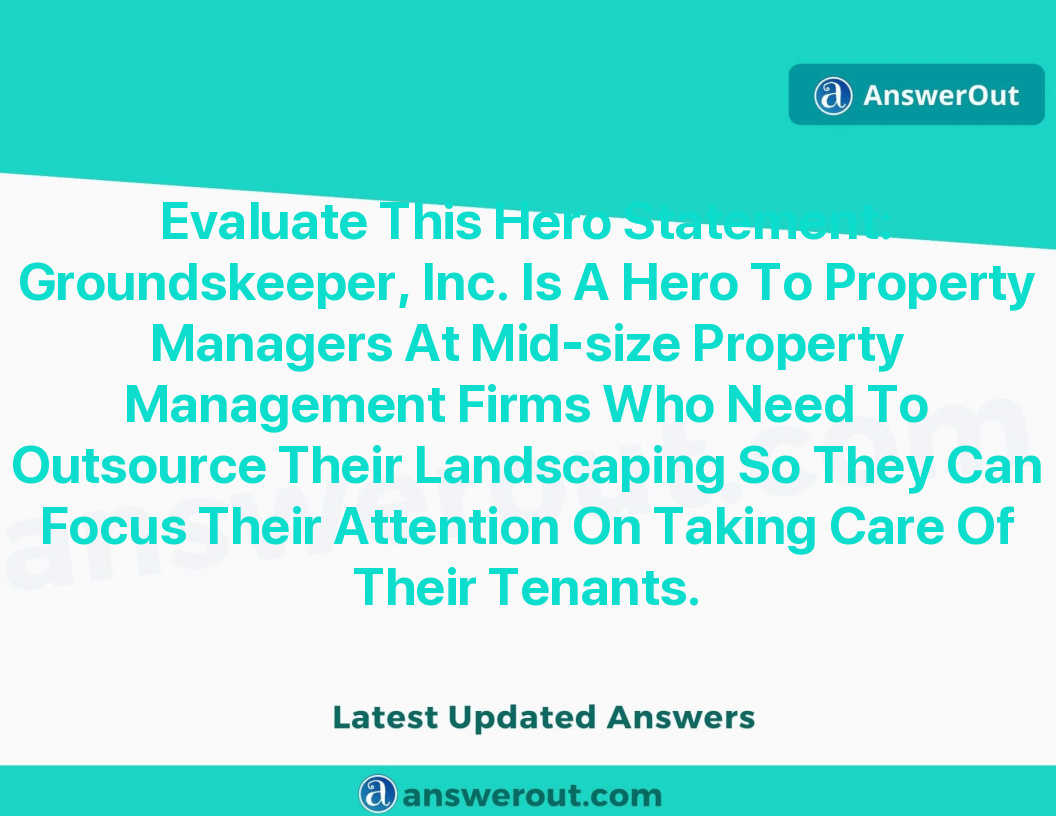 AnswerOut
Evaluate This Hero Statement:
Groundskeeper, Inc. Is A Hero To Property
Managers At Mid-size Property
Management Firms Who Need To
Outsource Their Landscaping So They Can
Focus Their Attention On Taking Care Of
Their Tenants.
answerout.com
Latest Updated Answers
answerout.com